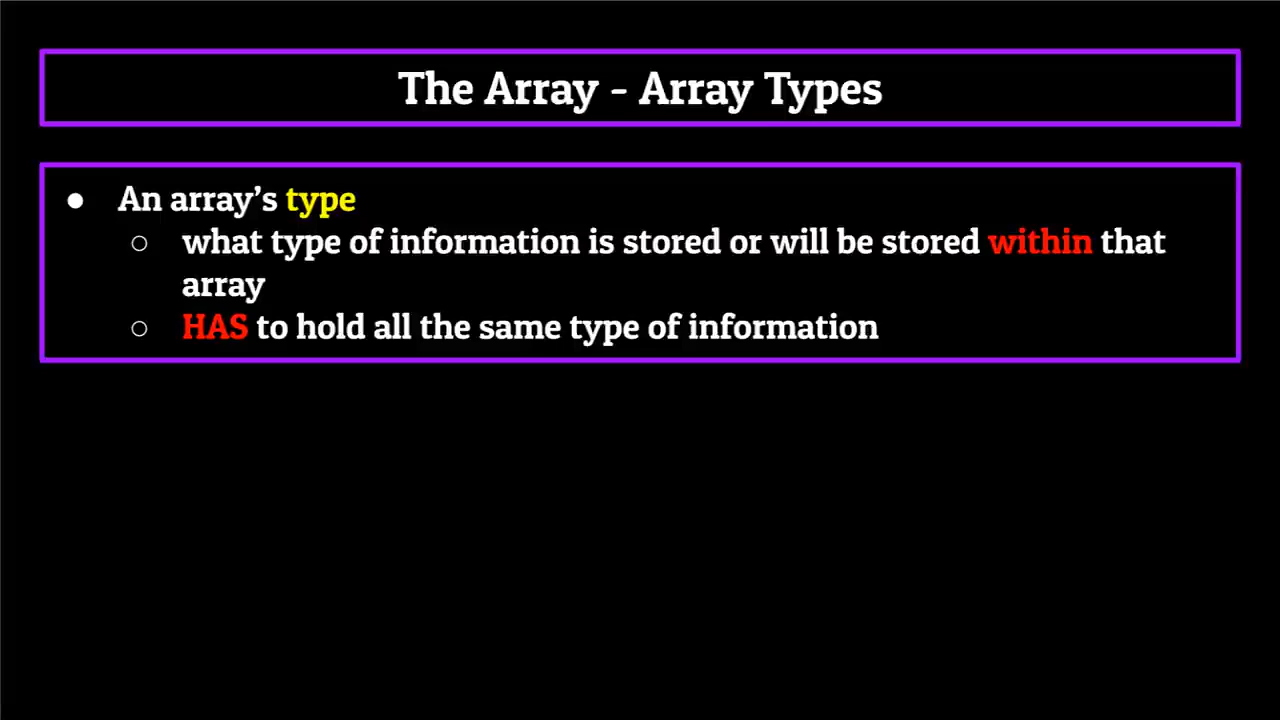 The Array - Array Types
● An array’s type
○ what type of information is stored or will be stored within that
array
○ HAS to hold all the same type of information